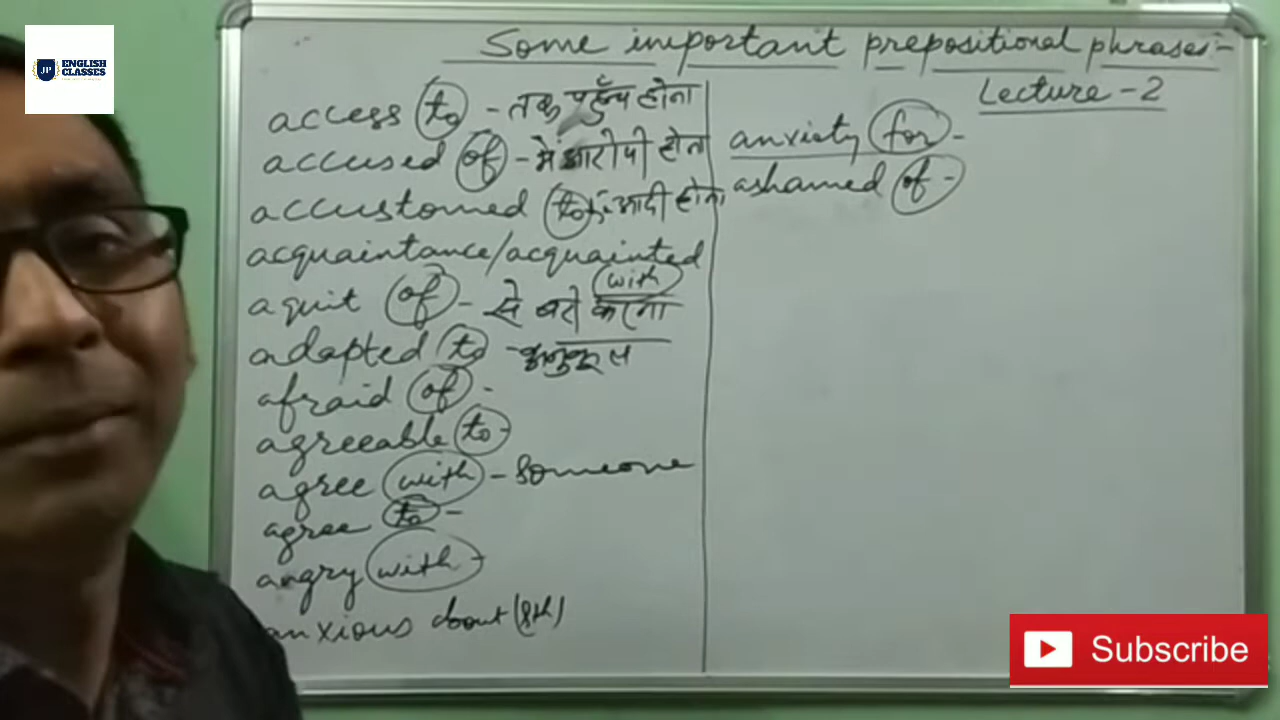 JP ENGLISH CLASSES
Some important prepositional phrases:-
Lecture - 2
access to - तक पहुँच होना
accused of - में आरोपी होना
accustomed to आदी होना
acquaintance/acquainted with
aquit of - से बरी करना
adapted to - अनुकूल
afraid of -
agreeable to -
agree with - Someone
agree to -
angry with -
anxious about (sth)
anxiety for -
ashamed of -
Subscribe